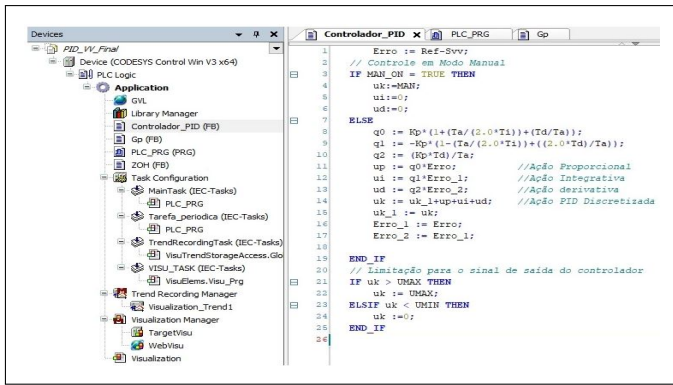 Devices
PID_VV_Final
Device (CODESYS Control Win V3 x64)
PLC Logic
Application
GVL
Library Manager
Controlador_PID (FB)
Gp (FB)
PLC_PRG (PRG)
ZOH (FB)
Task Configuration
MainTask (IEC-Tasks)
PLC_PRG
Tarefa_periodica (IEC-Tasks)
PLC_PRG
TrendRecordingTask (IEC-Tasks)
VisuTrendStorageAccess.Glo
VISU_TASK (IEC-Tasks)
VisuElems.Visu_Prg
Trend Recording Manager
Visualization_Trend1
Visualization Manager
TargetVisu
WebVisu
Visualization
Controlador_PID PLC_PRG Gp
1 Erro := Ref-Svv;
2 // Controle em Modo Manual
3 IF MAN_ON = TRUE THEN
4 uk:=MAN;
5 ui:=0;
6 ud:=0;
7 ELSE
8 q0 := Kp*(1+(Ta/(2.0*Ti))+(Td/Ta));
9 q1 := -Kp*(1-(Ta/(2.0*Ti))+((2.0*Td)/Ta));
10 q2 := (Kp*Td)/Ta;
11 up := q0*Erro; //Ação Proporcional
12 ui := q1*Erro_1; //Ação Integrativa
13 ud := q2*Erro_2; //Ação derivativa
14 uk := uk_1+up+ui+ud; //Ação PID Discretizada
15 uk_1 := uk;
16 Erro_1 := Erro;
17 Erro_2 := Erro_1;
18
19 END_IF
20 // Limitação para o sinal de saída do controlador
21 IF uk > UMAX THEN
22 uk := UMAX;
23 ELSIF uk < UMIN THEN
24 uk :=0;
25 END_IF
26